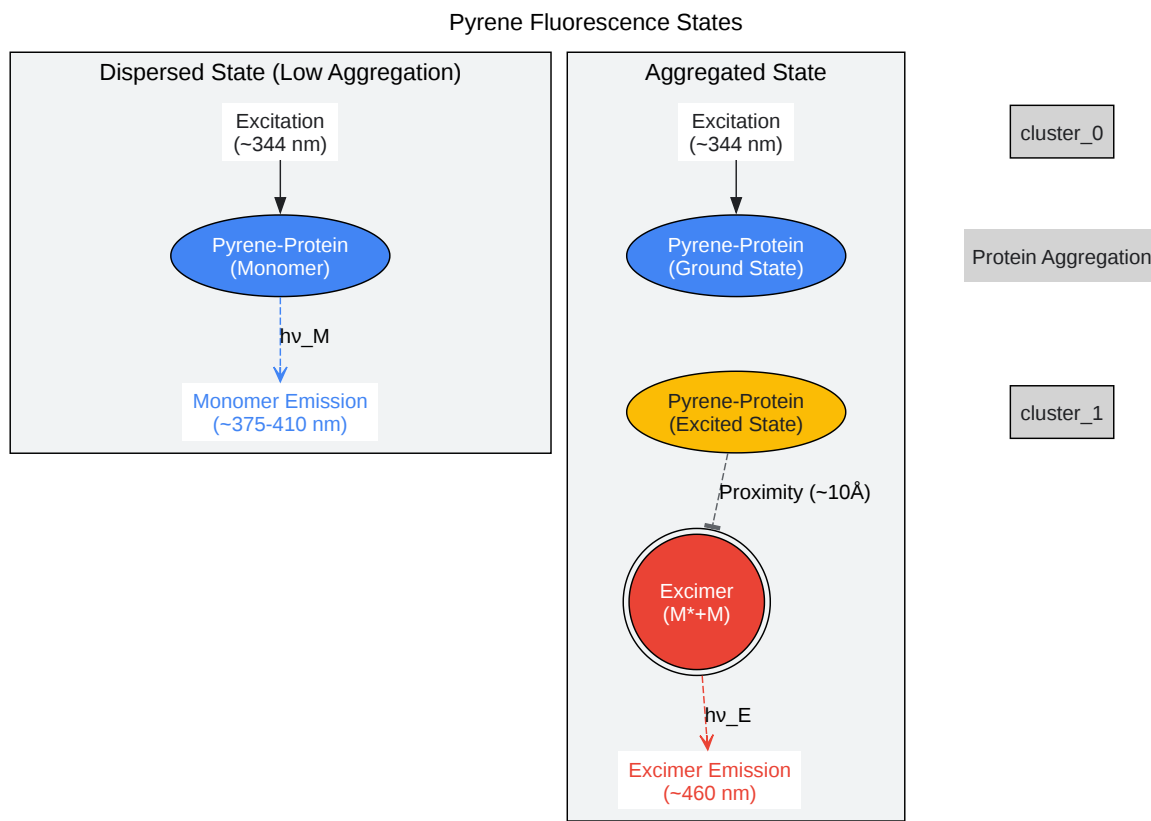 Pyrene Fluorescence States
Dispersed State (Low Aggregation)
Excitation
(~344 nm)
Pyrene-Protein
(Monomer)
hν_M
Monomer Emission
(~375-410 nm)
Aggregated State
Excitation
(~344 nm)
Pyrene-Protein
(Ground State)
Pyrene-Protein
(Excited State)
Proximity (~10Å)
Excimer
(M*+M)
hν_E
Excimer Emission
(~460 nm)
cluster_0
Protein Aggregation
cluster_1